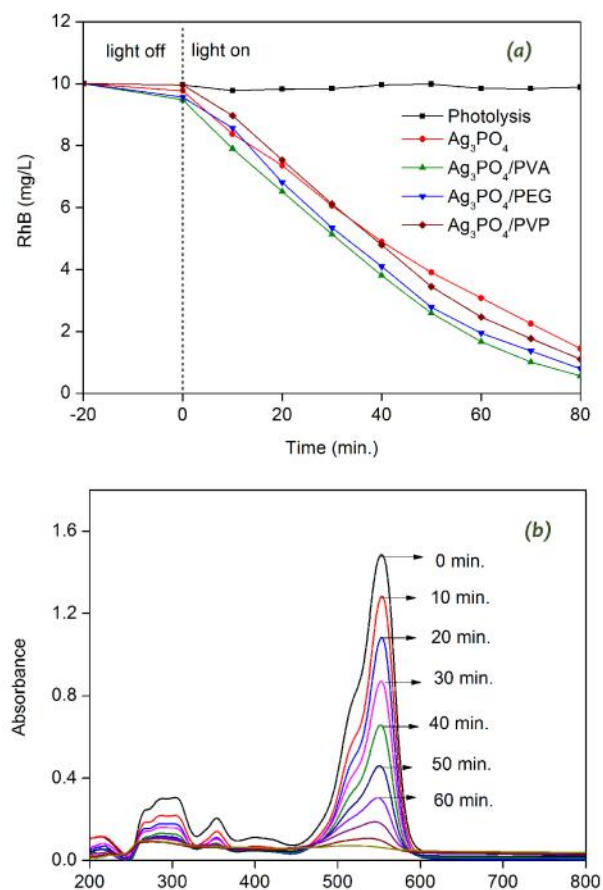 light off
light on
(a)
Photolysis
Ag₃PO₄
Ag₃PO₄/PVA
Ag₃PO₄/PEG
Ag₃PO₄/PVP
RhB (mg/L)
12
10
8
6
4
2
0
-20 0 20 40 60 80
Time (min.)
(b)
0 min.
10 min.
20 min.
30 min.
40 min.
50 min.
60 min.
Absorbance
1.6
1.2
0.8
0.4
0.0
200 300 400 500 600 700 800